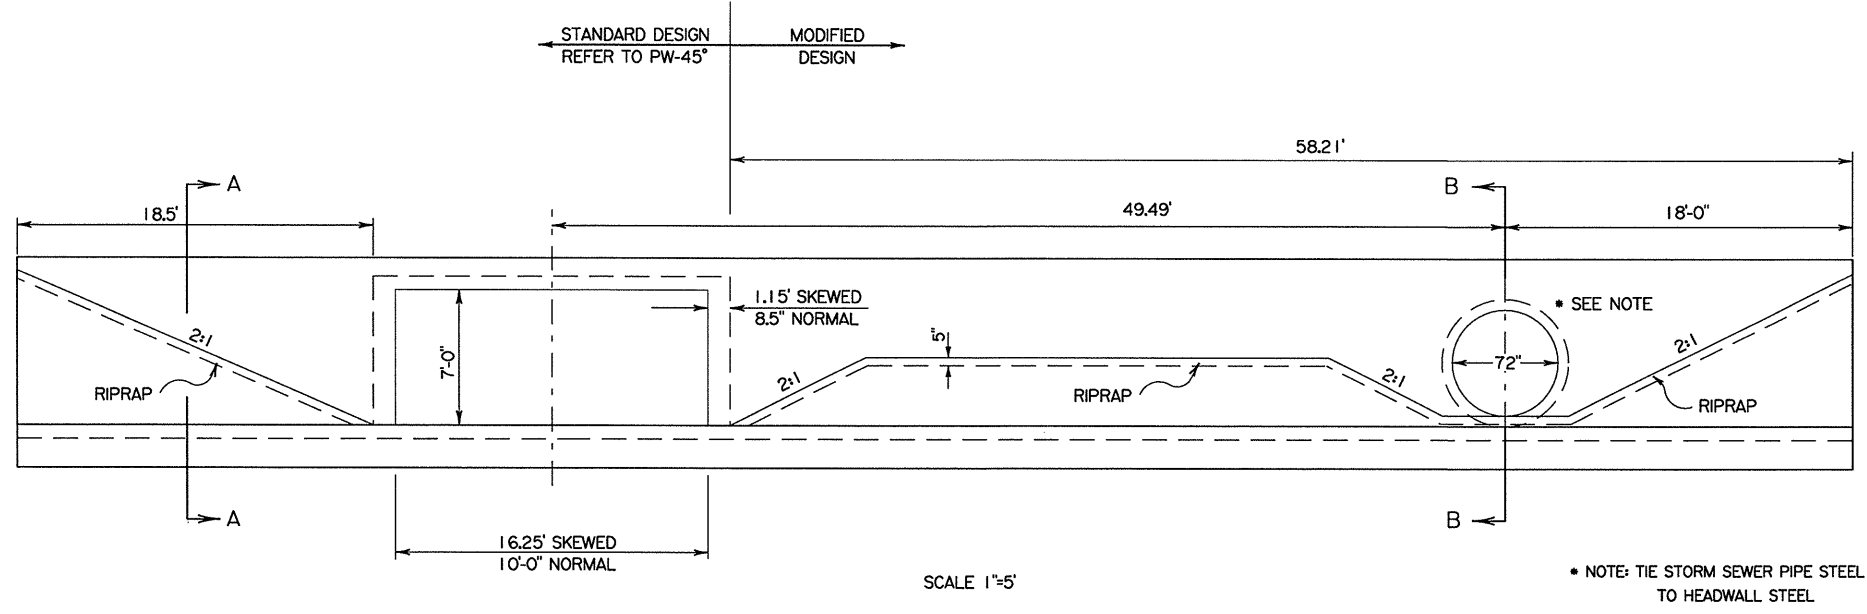 STANDARD DESIGN
REFER TO PW-45°
MODIFIED
DESIGN
58.21'
A
B
18.5'
49.49'
18'-0"
1.15' SKEWED
8.5" NORMAL
* SEE NOTE
2:1
7'-0"
5"
2:1
2:1
72"
2:1
RIPRAP
RIPRAP
RIPRAP
A
B
16.25' SKEWED
10'-0" NORMAL
SCALE 1"=5'
* NOTE: TIE STORM SEWER PIPE STEEL
TO HEADWALL STEEL